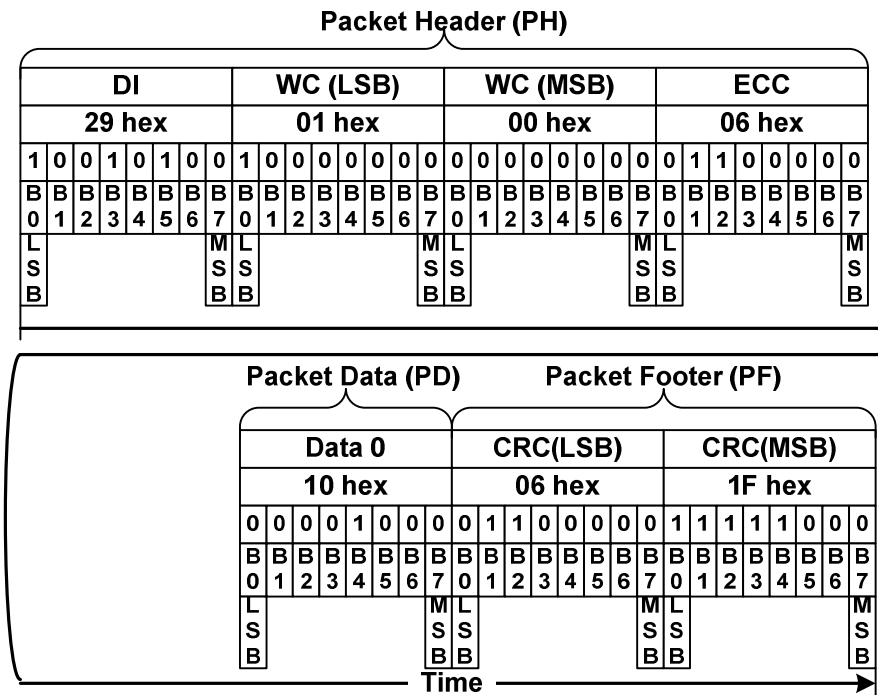 Packet Header (PH)
DI WC (LSB) WC (MSB) ECC
29 hex 01 hex 00 hex 06 hex
1 0 0 1 0 1 0 0 1 0 0 0 0 0 0 0 0 0 0 0 0 0 0 0 0 1 1 0 0 0 0 0
B0 B1 B2 B3 B4 B5 B6 B7 B0 B1 B2 B3 B4 B5 B6 B7 B0 B1 B2 B3 B4 B5 B6 B7 B0 B1 B2 B3 B4 B5 B6 B7
LSB MSB LSB MSB LSB MSB LSB MSB
Packet Data (PD) Packet Footer (PF)
Data 0 CRC(LSB) CRC(MSB)
10 hex 06 hex 1F hex
0 0 0 0 1 0 0 0 0 1 1 0 0 0 0 0 1 1 1 1 1 0 0 0
B0 B1 B2 B3 B4 B5 B6 B7 B0 B1 B2 B3 B4 B5 B6 B7 B0 B1 B2 B3 B4 B5 B6 B7
LSB MSB LSB MSB LSB MSB
Time